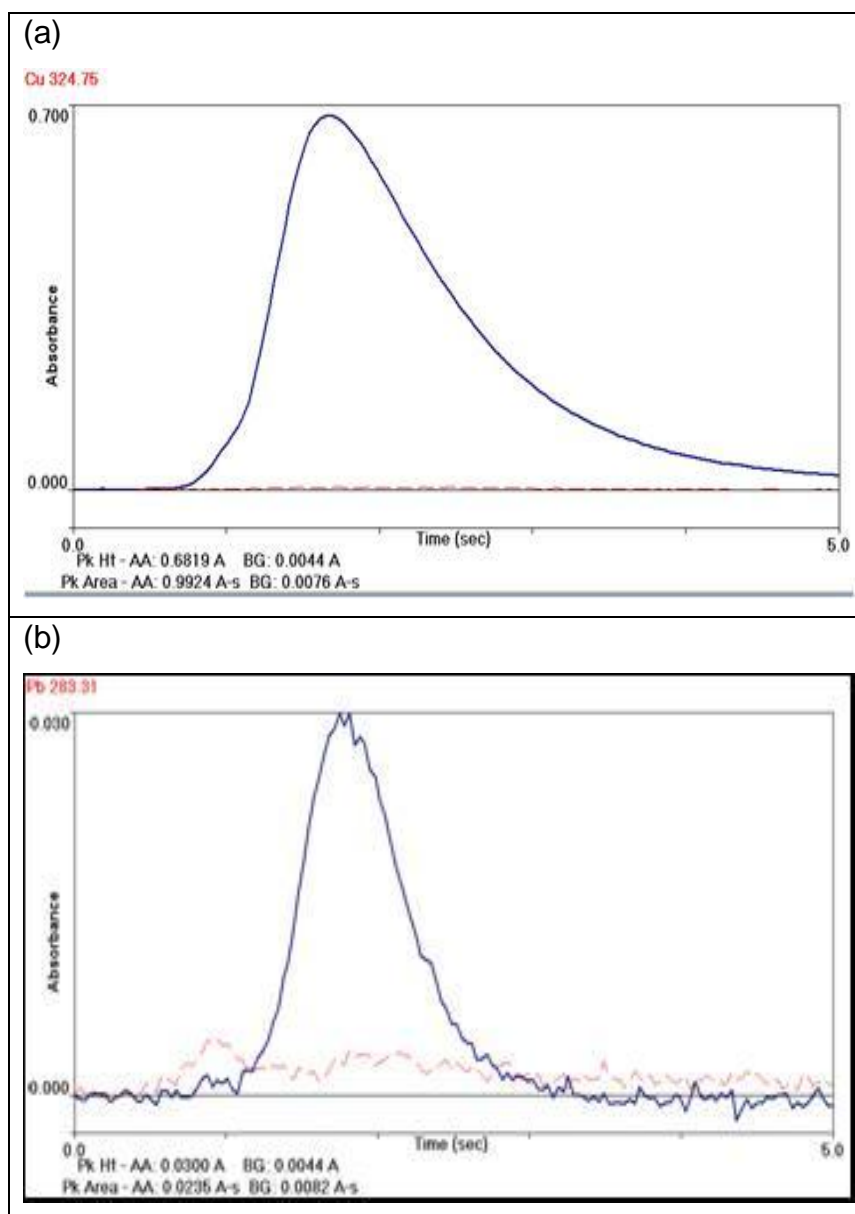 (a)
Cu 324.75
0.700
Absorbance
0.000
0.0
Time (sec)
5.0
Pk Ht - AA: 0.6819 A BG: 0.0044 A
Pk Area - AA: 0.9924 A-s BG: 0.0076 A-s
(b)
Pb 283.31
0.030
Absorbance
0.000
0.0
Time (sec)
5.0
Pk Ht - AA: 0.0300 A BG: 0.0044 A
Pk Area - AA: 0.0235 A-s BG: 0.0082 A-s